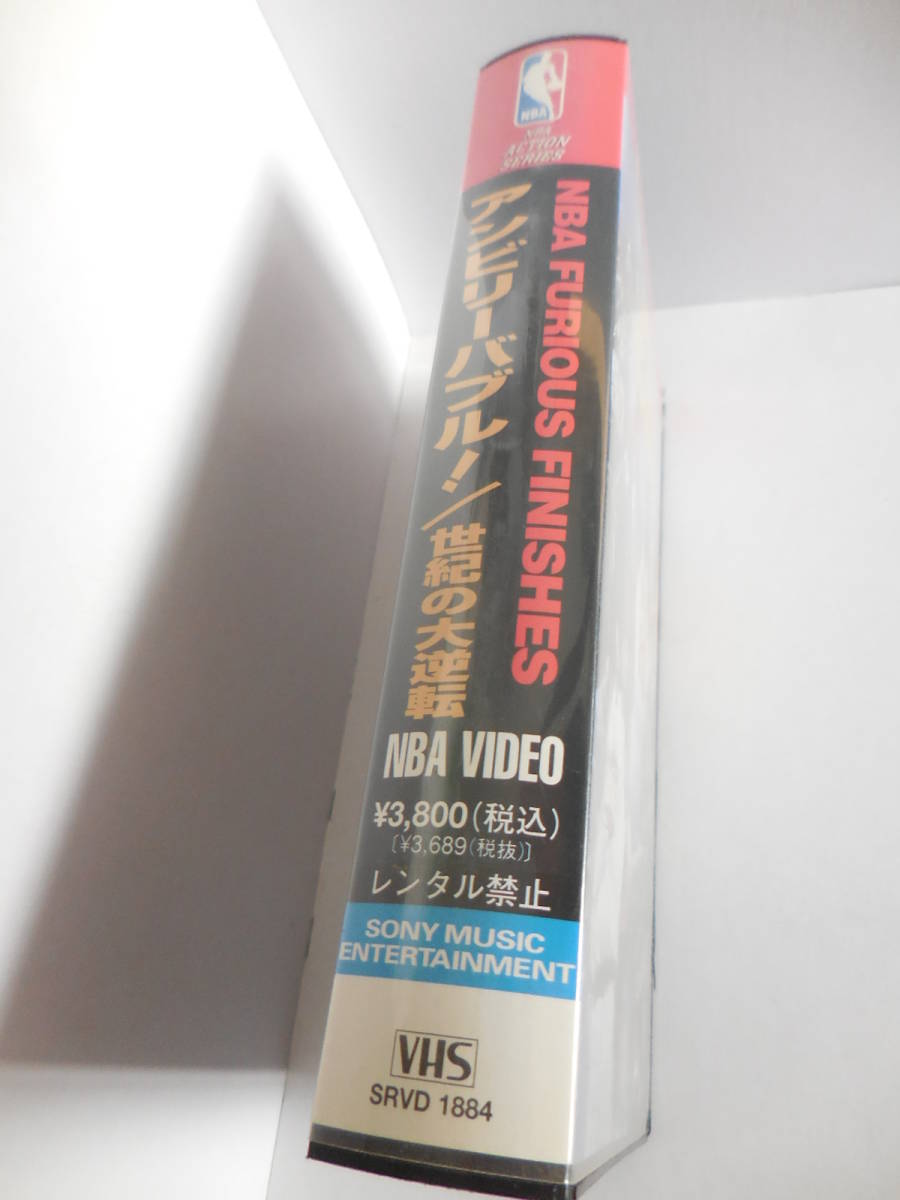 NBA
NBA
ACTION
SERIES
NBA FURIOUS FINISHES
アンビリーバブル!/世紀の大逆転
NBA VIDEO
¥3,800(税込)
[¥3,689(税抜)]
レンタル禁止
SONY MUSIC
ENTERTAINMENT
VHS
SRVD 1884